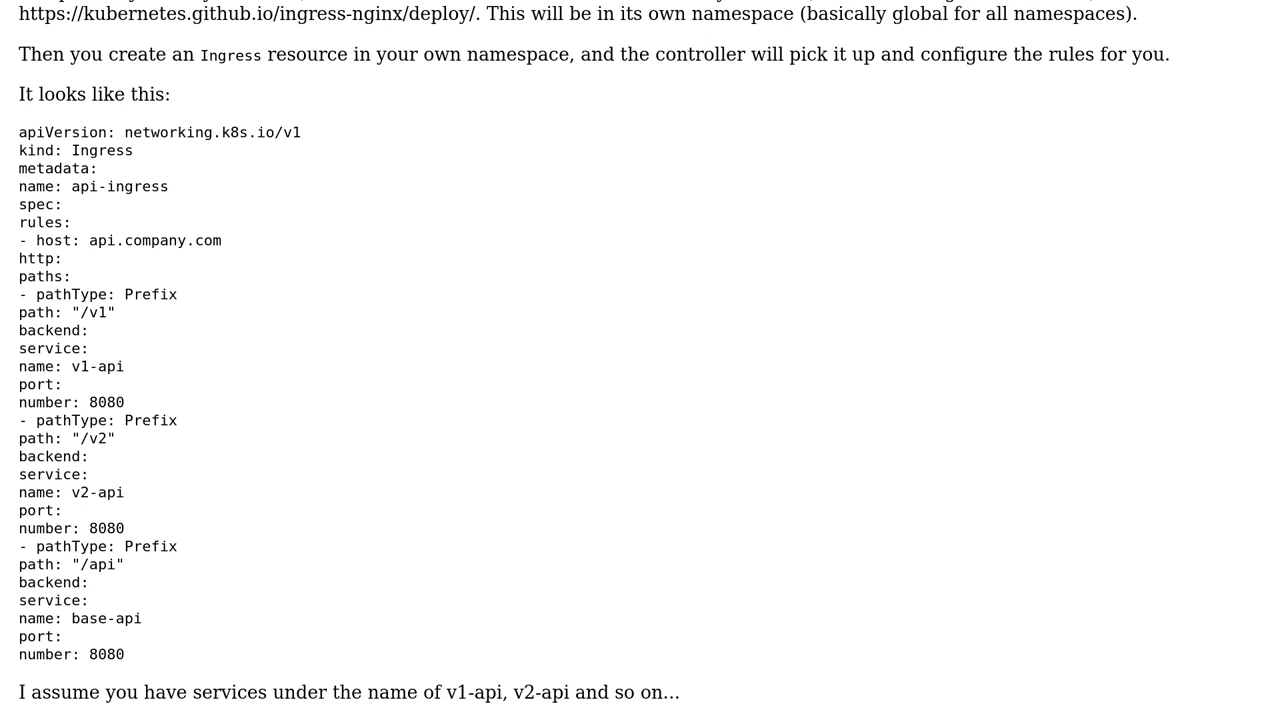 https://kubernetes.github.io/ingress-nginx/deploy/. This will be in its own namespace (basically global for all namespaces).
Then you create an Ingress resource in your own namespace, and the controller will pick it up and configure the rules for you.
It looks like this:
apiVersion: networking.k8s.io/v1
kind: Ingress
metadata:
name: api-ingress
spec:
rules:
- host: api.company.com
http:
paths:
- pathType: Prefix
path: "/v1"
backend:
service:
name: v1-api
port:
number: 8080
- pathType: Prefix
path: "/v2"
backend:
service:
name: v2-api
port:
number: 8080
- pathType: Prefix
path: "/api"
backend:
service:
name: base-api
port:
number: 8080
I assume you have services under the name of v1-api, v2-api and so on...